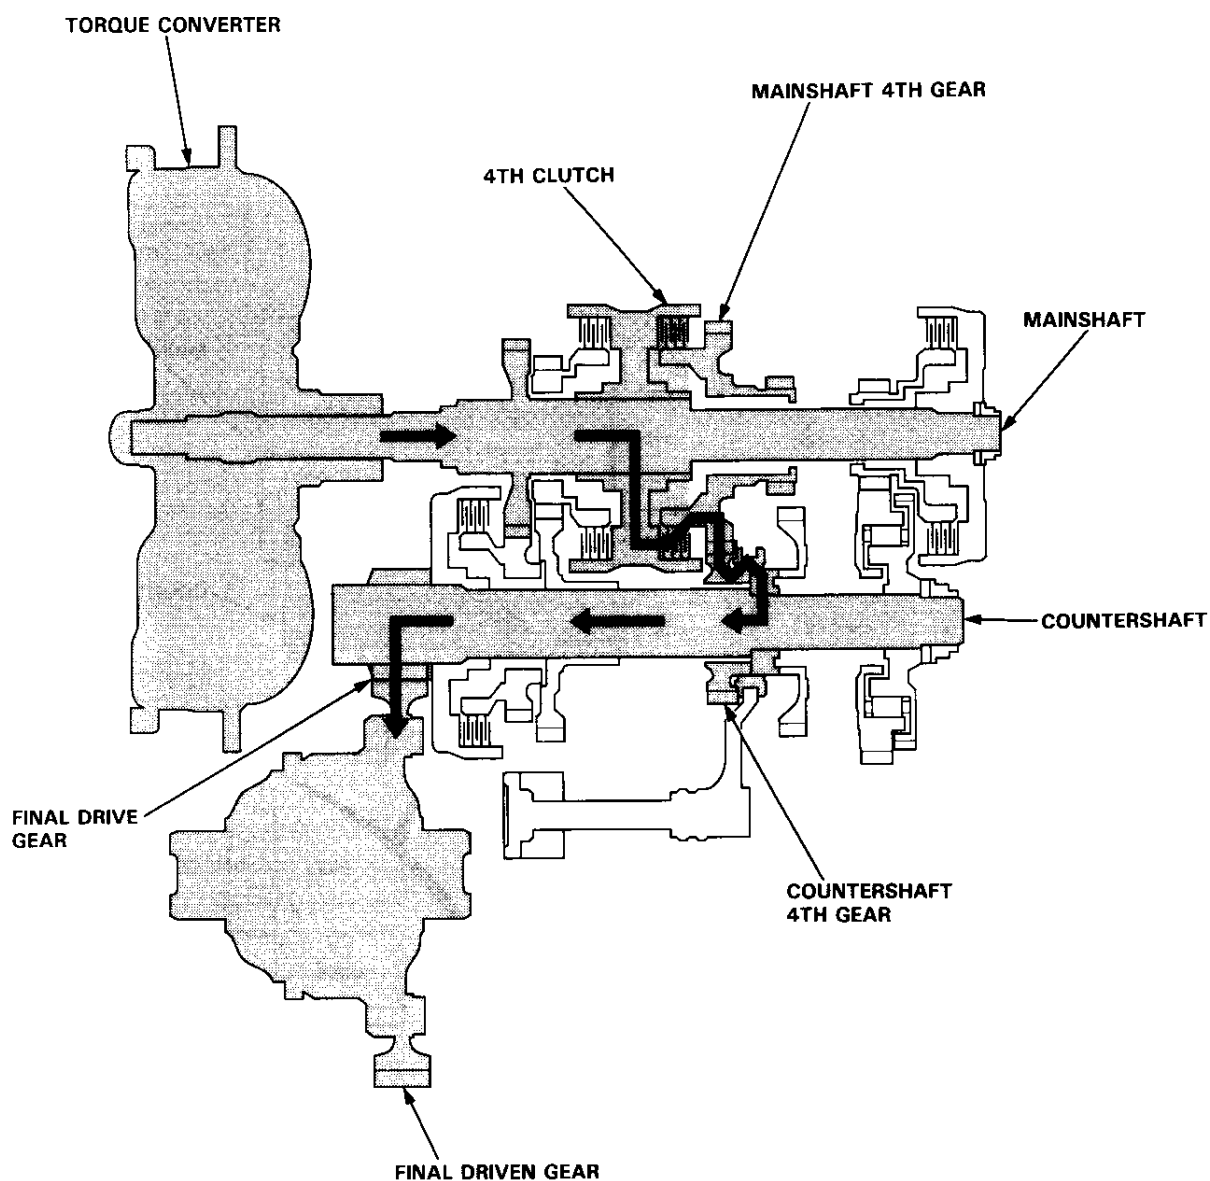 TORQUE CONVERTER
MAINSHAFT 4TH GEAR
4TH CLUTCH
MAINSHAFT
COUNTERSHAFT
FINAL DRIVE
GEAR
COUNTERSHAFT
4TH GEAR
FINAL DRIVEN GEAR